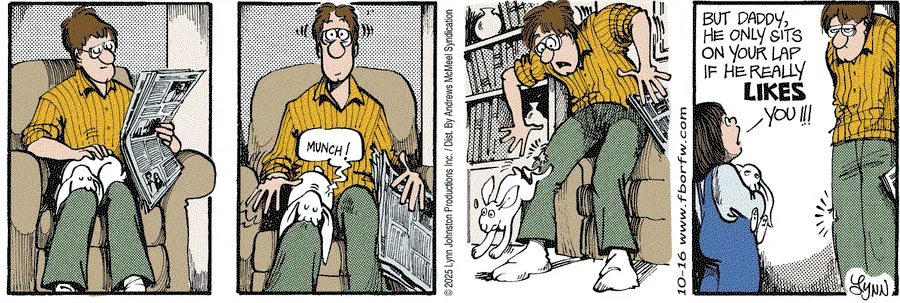 MUNCH!
© 2025 Lynn Johnston Productions Inc. / Dist. By Andrews McMeel Syndication
10-16 www.fborfw.com
BUT DADDY,
HE ONLY SITS
ON YOUR LAP
IF HE REALLY
LIKES
YOU!!!
LYNN